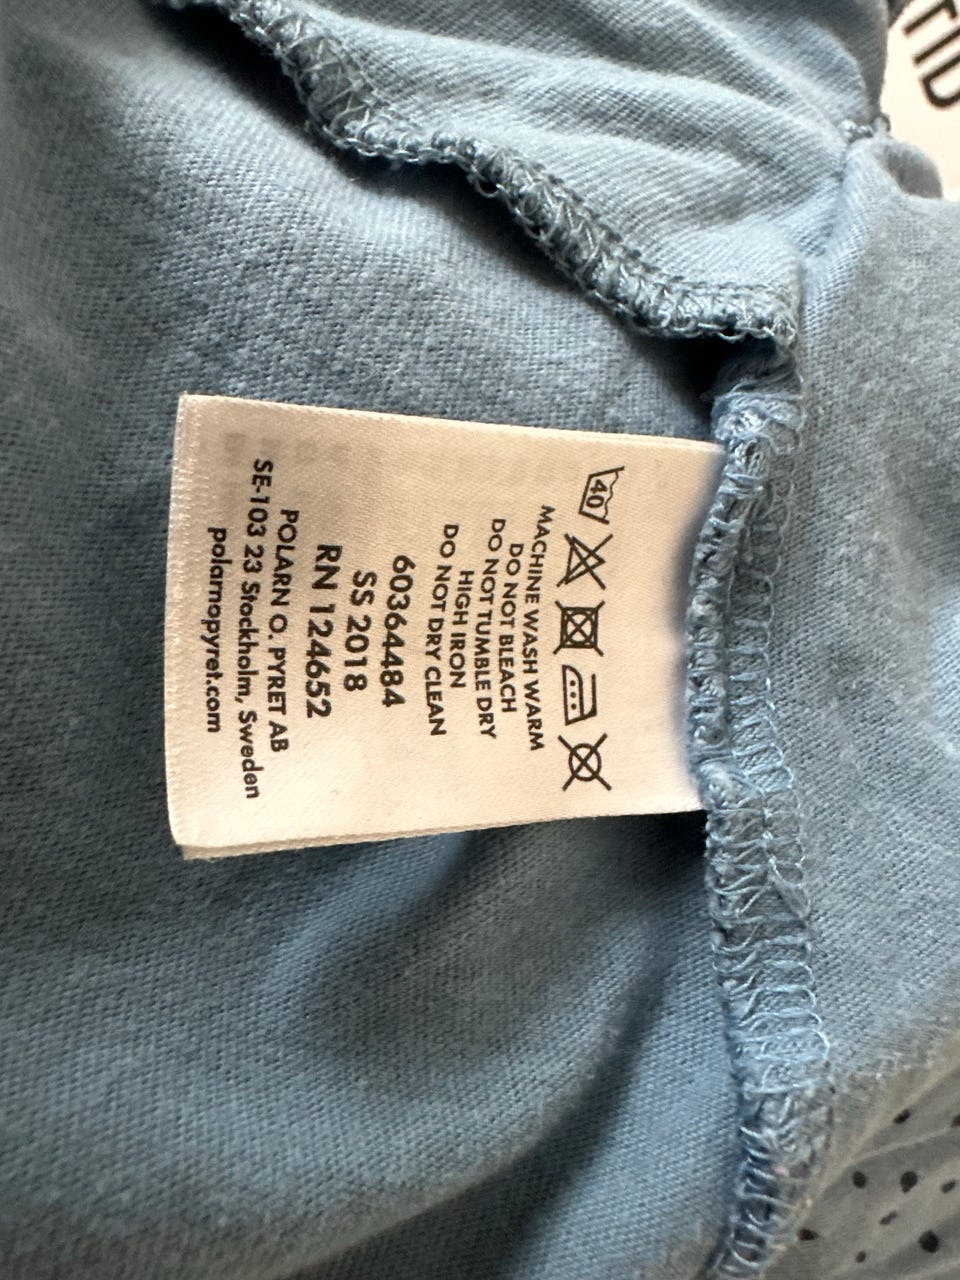 40
MACHINE WASH WARM
DO NOT BLEACH
DO NOT TUMBLE DRY
HIGH IRON
DO NOT DRY CLEAN
60364484
SS 2018
RN 124652
POLARN O. PYRET AB
SE-103 23 Stockholm, Sweden
polarnopyret.com
TID